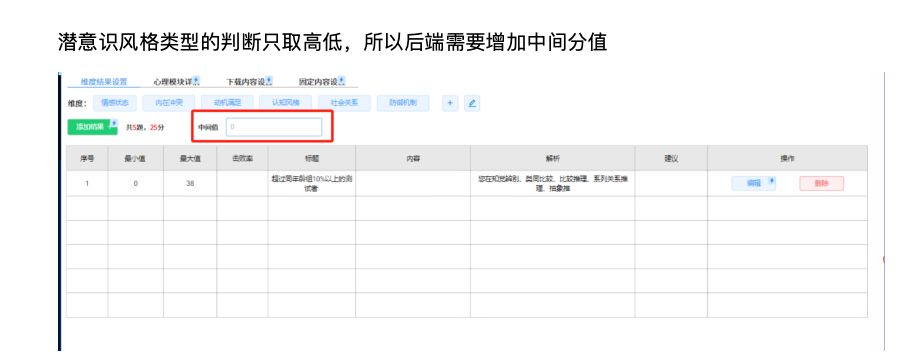 潜意识风格类型的判断只取高低，所以后端需要增加中间分值
维度结果设置 心理模块详 下载内容设 固定内容设
维度： 情感状态 内在冲突 动机满足 认知风格 社会关系 防御机制 +
添加结果 共5题，25分 中间值 0
序号 最小值 最大值 击败率 标题 内容 解析 建议 操作
1 0 38 超过同年龄组10%以上的测 您在知觉辨别、类同比较、比较推理、系列关系推 编辑 删除
试者 理、抽象推